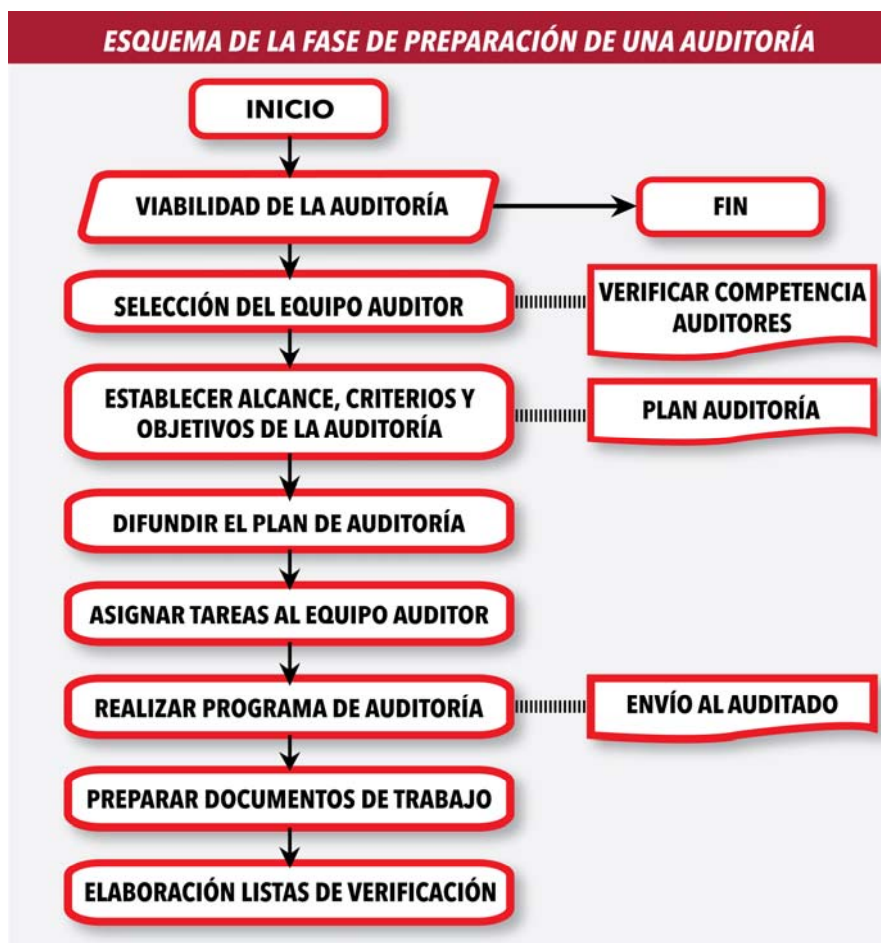 ESQUEMA DE LA FASE DE PREPARACIÓN DE UNA AUDITORÍA
INICIO
VIABILIDAD DE LA AUDITORÍA
FIN
SELECCIÓN DEL EQUIPO AUDITOR
VERIFICAR COMPETENCIA
AUDITORES
ESTABLECER ALCANCE, CRITERIOS Y
OBJETIVOS DE LA AUDITORÍA
PLAN AUDITORÍA
DIFUNDIR EL PLAN DE AUDITORÍA
ASIGNAR TAREAS AL EQUIPO AUDITOR
REALIZAR PROGRAMA DE AUDITORÍA
ENVÍO AL AUDITADO
PREPARAR DOCUMENTOS DE TRABAJO
ELABORACIÓN LISTAS DE VERIFICACIÓN